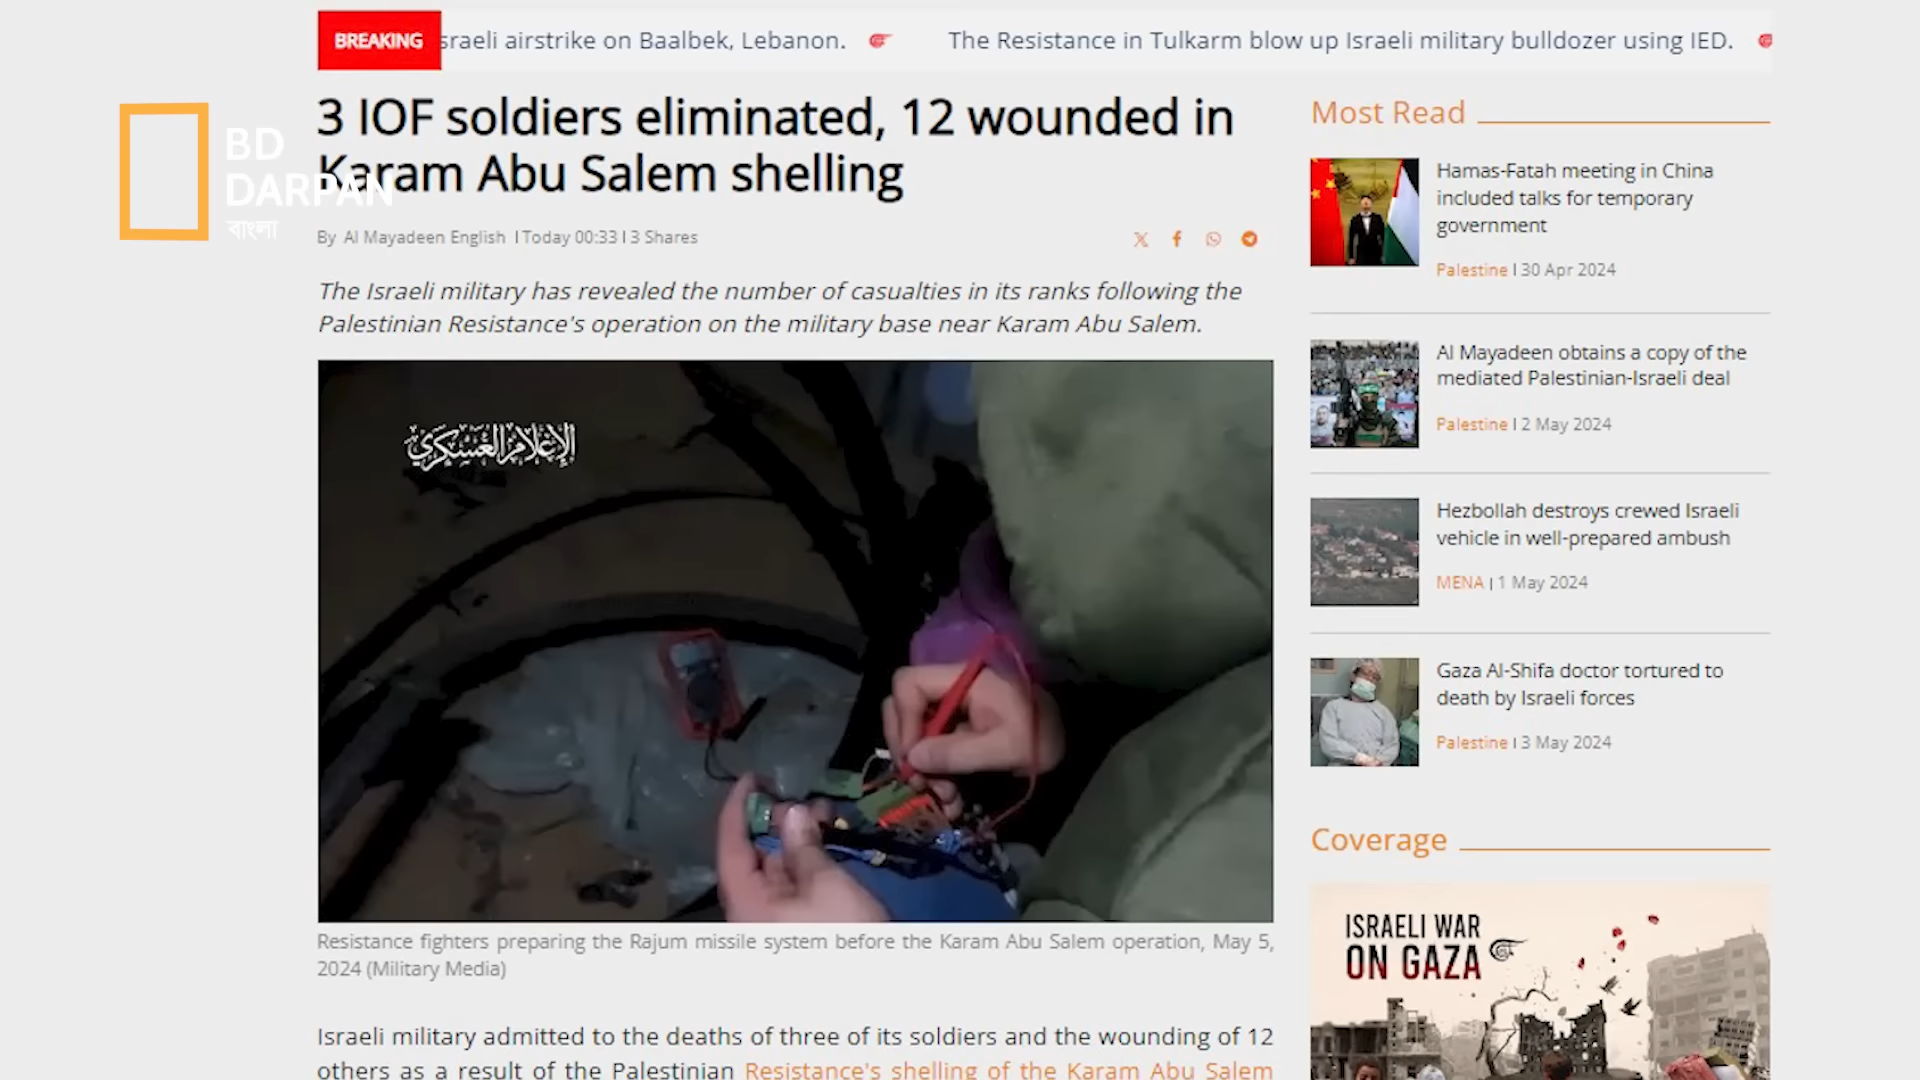 BREAKING
sraeli airstrike on Baalbek, Lebanon.
The Resistance in Tulkarm blow up Israeli military bulldozer using IED.
BD
DARPAN
বাংলা
3 IOF soldiers eliminated, 12 wounded in
Karam Abu Salem shelling
By Al Mayadeen English | Today 00:33 | 3 Shares
The Israeli military has revealed the number of casualties in its ranks following the
Palestinian Resistance's operation on the military base near Karam Abu Salem.
الإعلام العسكري
Resistance fighters preparing the Rajum missile system before the Karam Abu Salem operation, May 5,
2024 (Military Media)
Israeli military admitted to the deaths of three of its soldiers and the wounding of 12
others as a result of the Palestinian Resistance's shelling of the Karam Abu Salem
Most Read
Hamas-Fatah meeting in China
included talks for temporary
government
Palestine | 30 Apr 2024
Al Mayadeen obtains a copy of the
mediated Palestinian-Israeli deal
Palestine | 2 May 2024
Hezbollah destroys crewed Israeli
vehicle in well-prepared ambush
MENA | 1 May 2024
Gaza Al-Shifa doctor tortured to
death by Israeli forces
Palestine | 3 May 2024
Coverage
ISRAELI WAR
ON GAZA